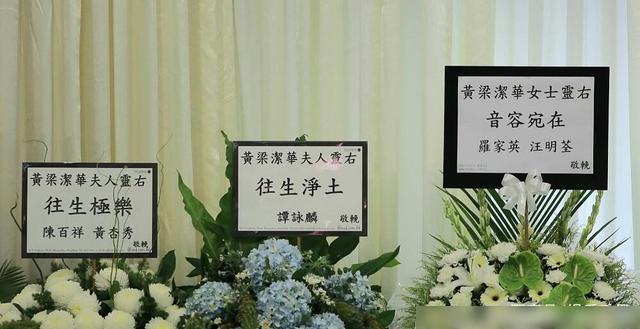 黃梁潔華夫人靈右
往生極樂
陳百祥 黃杏秀
敬輓
黃梁潔華夫人靈右
往生淨土
譚詠麟
敬輓
黃梁潔華女士靈右
音容宛在
羅家英 汪明荃
敬輓